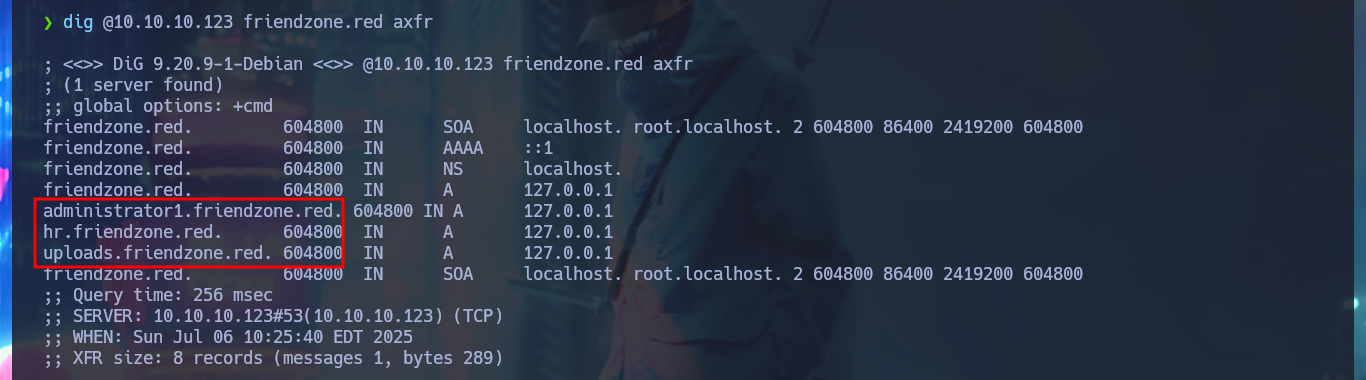 ❯ dig @10.10.10.123 friendzone.red axfr
; <<>> DiG 9.20.9-1-Debian <<>> @10.10.10.123 friendzone.red axfr
; (1 server found)
;; global options: +cmd
friendzone.red. 604800 IN SOA localhost. root.localhost. 2 604800 86400 2419200 604800
friendzone.red. 604800 IN AAAA ::1
friendzone.red. 604800 IN NS localhost.
friendzone.red. 604800 IN A 127.0.0.1
administrator1.friendzone.red. 604800 IN A 127.0.0.1
hr.friendzone.red. 604800 IN A 127.0.0.1
uploads.friendzone.red. 604800 IN A 127.0.0.1
friendzone.red. 604800 IN SOA localhost. root.localhost. 2 604800 86400 2419200 604800
;; Query time: 256 msec
;; SERVER: 10.10.10.123#53(10.10.10.123) (TCP)
;; WHEN: Sun Jul 06 10:25:40 EDT 2025
;; XFR size: 8 records (messages 1, bytes 289)